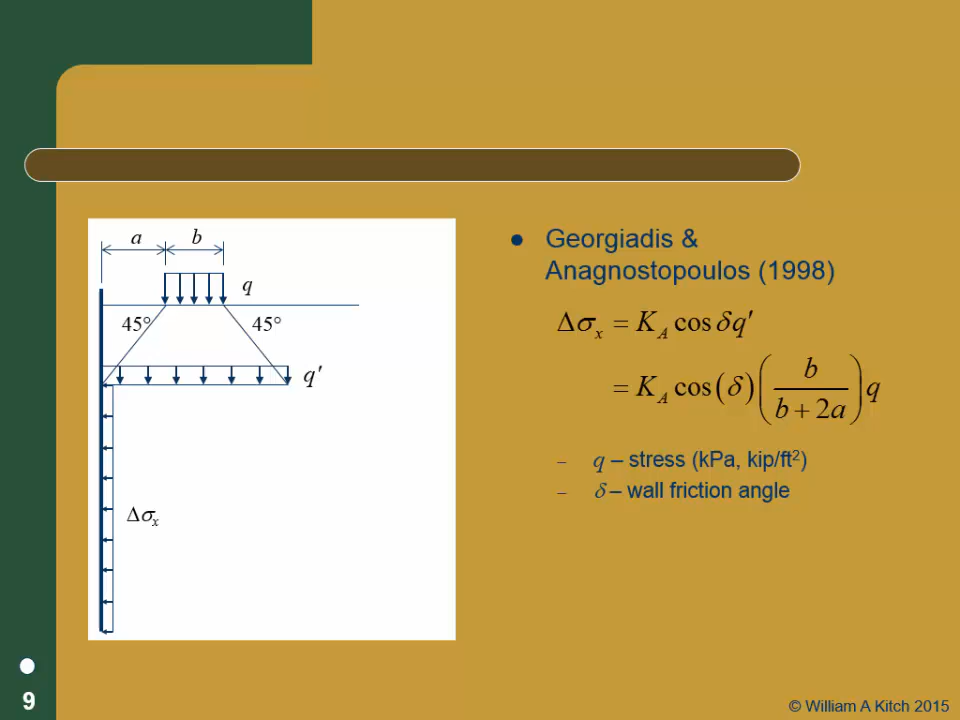 a b
q
45° 45°
q′
Δσx
• Georgiadis &
Anagnostopoulos (1998)
Δσx = KA cos δq′
= KA cos(δ)(b / (b + 2a))q
– q – stress (kPa, kip/ft²)
– δ – wall friction angle
9
© William A Kitch 2015